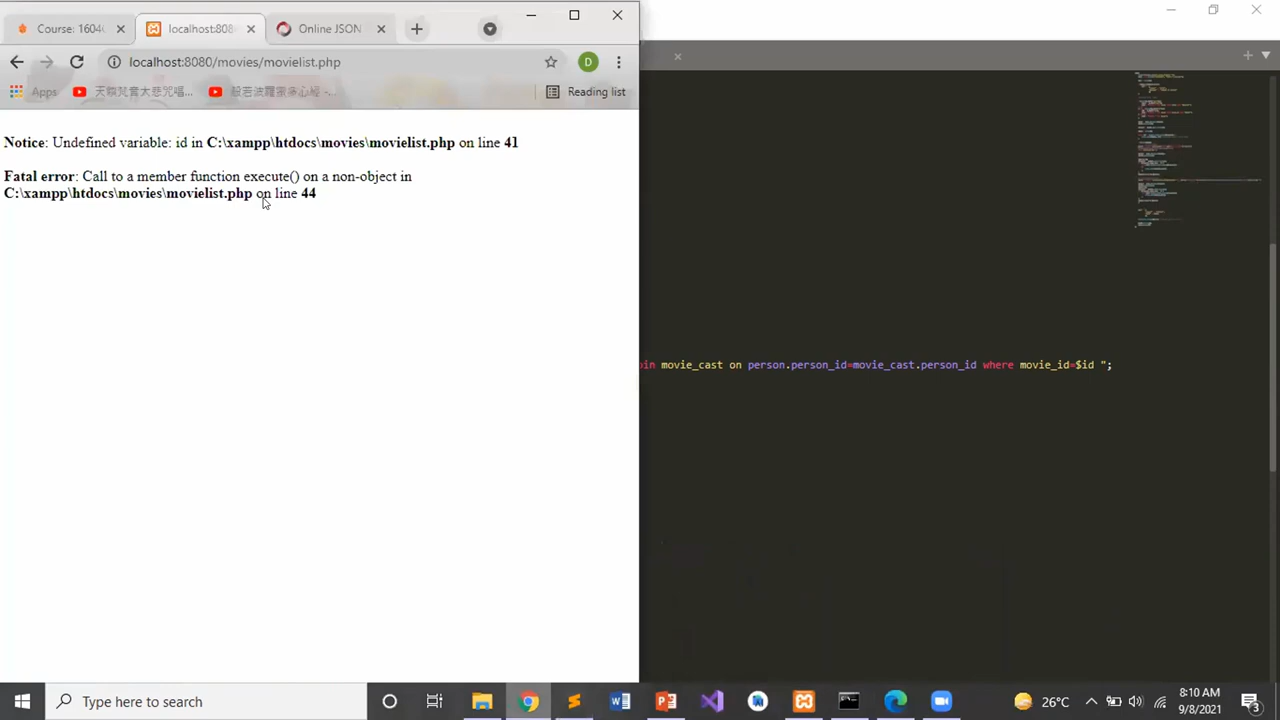 Course: 1604(
localhost:808
Online JSON
localhost:8080/movies/movielist.php
D
Apps
Reading list
Notice: Undefined variable: id in C:\xampp\htdocs\movies\movielist.php on line 41
Fatal error: Call to a member function execute() on a non-object in
C:\xampp\htdocs\movies\movielist.php on line 44
movie_cast on person.person_id=movie_cast.person_id where movie_id=$id ";
Type here to search
26°C
8:10 AM
9/8/2021
3